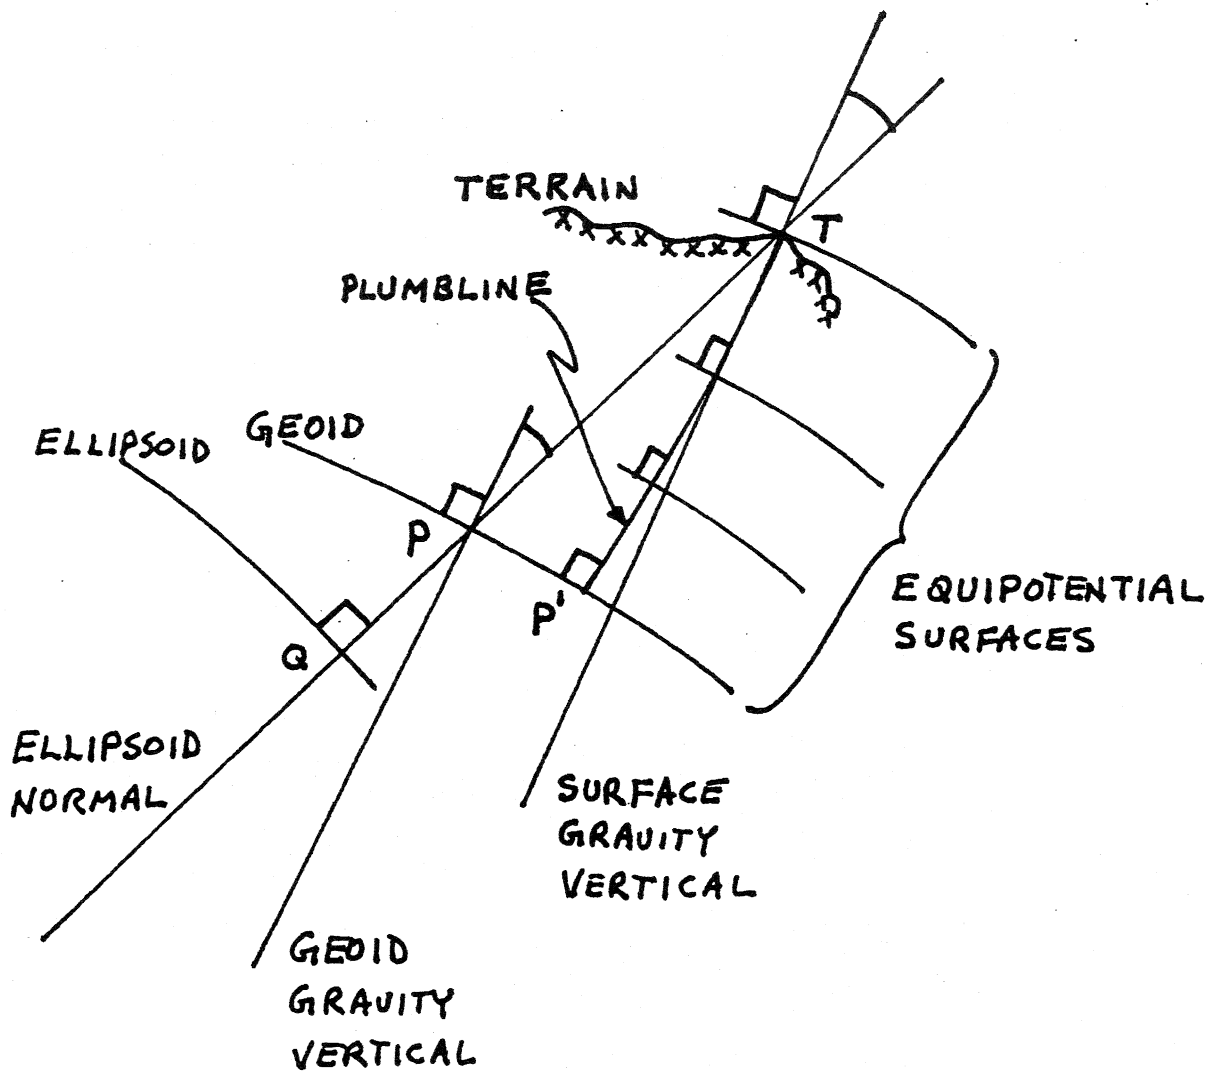 TERRAIN
T
PLUMBLINE
GEOID
ELLIPSOID
P
P'
EQUIPOTENTIAL
SURFACES
Q
ELLIPSOID
NORMAL
SURFACE
GRAVITY
VERTICAL
GEOID
GRAVITY
VERTICAL